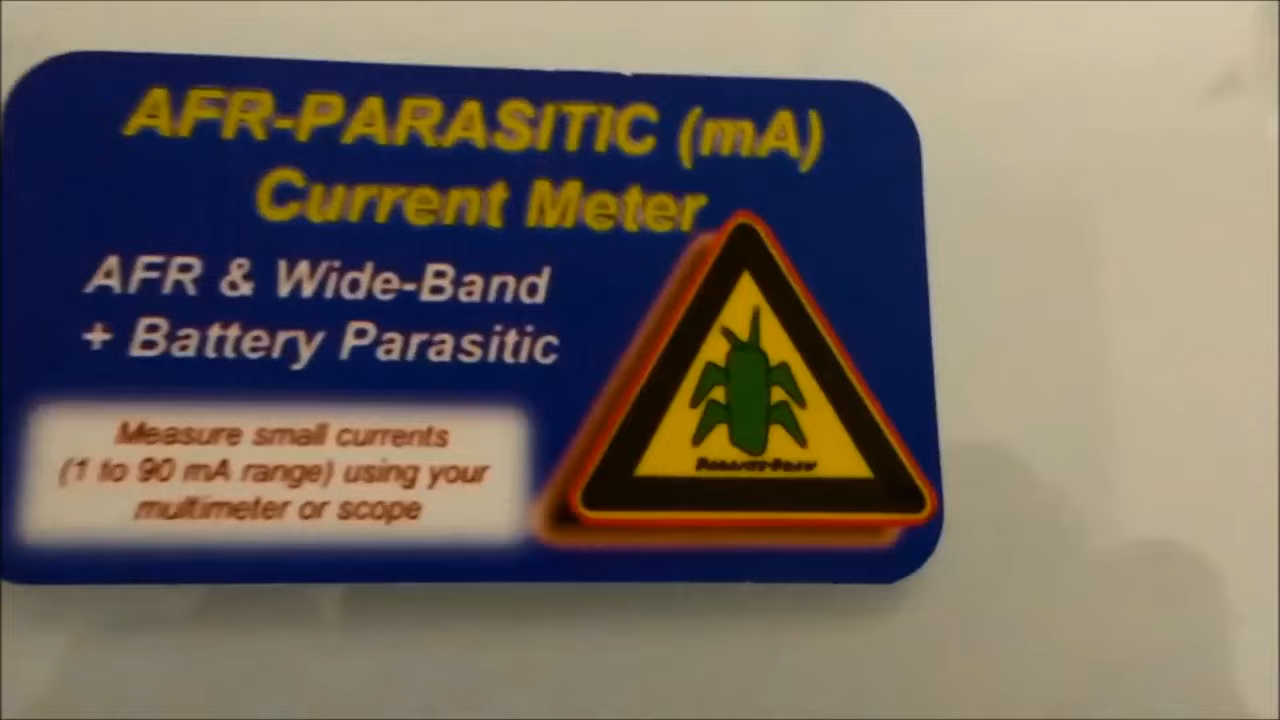 AFR-PARASITIC (mA)
Current Meter
AFR & Wide-Band
+ Battery Parasitic
Measure small currents
(1 to 90 mA range) using your
multimeter or scope